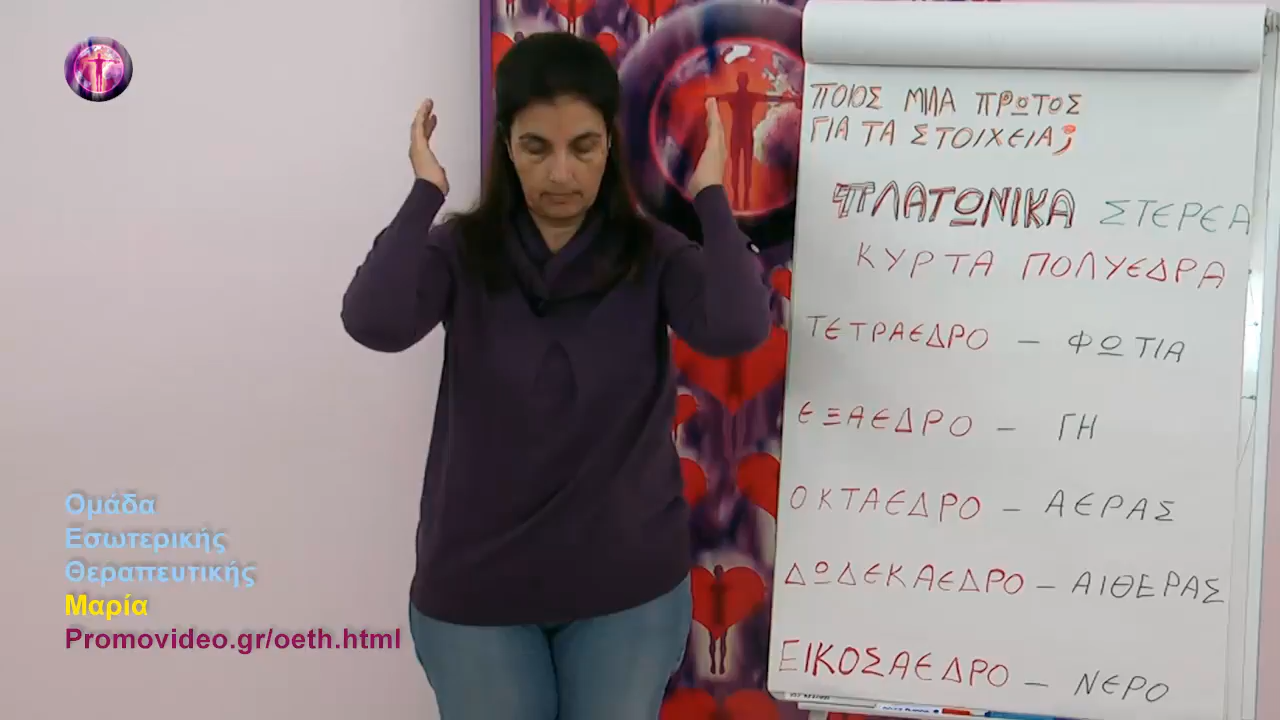 ΠΟΙΟΣ ΜΙΛΑ ΠΡΩΤΟΣ
ΓΙΑ ΤΑ ΣΤΟΙΧΕΙΑ;
ΠΛΑΤΩΝΙΚΑ ΣΤΕΡΕΑ
ΚΥΡΤΑ ΠΟΛΥΕΔΡΑ
ΤΕΤΡΑΕΔΡΟ – ΦΩΤΙΑ
ΕΞΑΕΔΡΟ – ΓΗ
ΟΚΤΑΕΔΡΟ – ΑΕΡΑΣ
ΔΩΔΕΚΑΕΔΡΟ – ΑΙΘΕΡΑΣ
ΕΙΚΟΣΑΕΔΡΟ – ΝΕΡΟ
Ομάδα
Εσωτερικής
Θεραπευτικής
Μαρία
Promovideo.gr/oeth.html